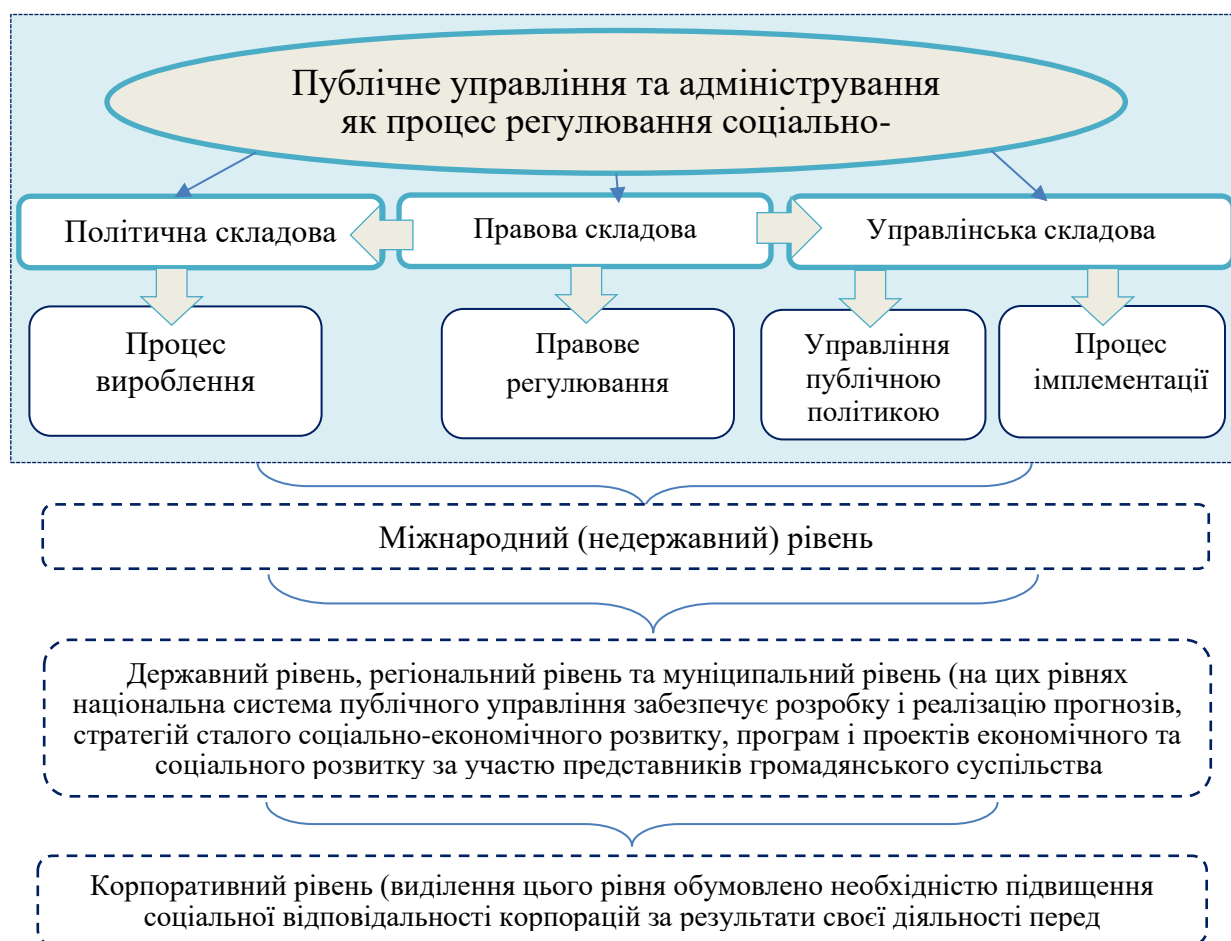 Публічне управління та адміністрування
як процес регулювання соціально-
Політична складова
Правова складова
Управлінська складова
Процес
вироблення
Правове
регулювання
Управління
публічною
політикою
Процес
імплементації
Міжнародний (недержавний) рівень
Державний рівень, регіональний рівень та муніципальний рівень (на цих рівнях
національна система публічного управління забезпечує розробку і реалізацію прогнозів,
стратегій сталого соціально-економічного розвитку, програм і проектів економічного та
соціального розвитку за участю представників громадянського суспільства
Корпоративний рівень (виділення цього рівня обумовлено необхідністю підвищення
соціальної відповідальності корпорацій за результати своєї діяльності перед